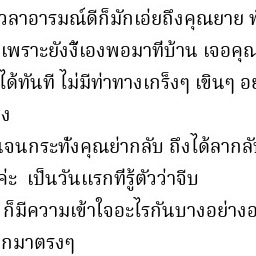 วลาอารมณ์ดีก็มักเอ่ยถึงคุณยาย
เพราะยังงี้เองพอมาที่บ้าน เจอคุณ
ได้ทันที ไม่มีท่าทางเกร็งๆ เขินๆ
ง
จนกระทั่งคุณย่ากลับ ถึงได้ลากลับ
ค่ะ เป็นวันแรกที่รู้ตัวว่าจีบ
ก็มีความเข้าใจอะไรกันบางอย่าง
กมาตรงๆ